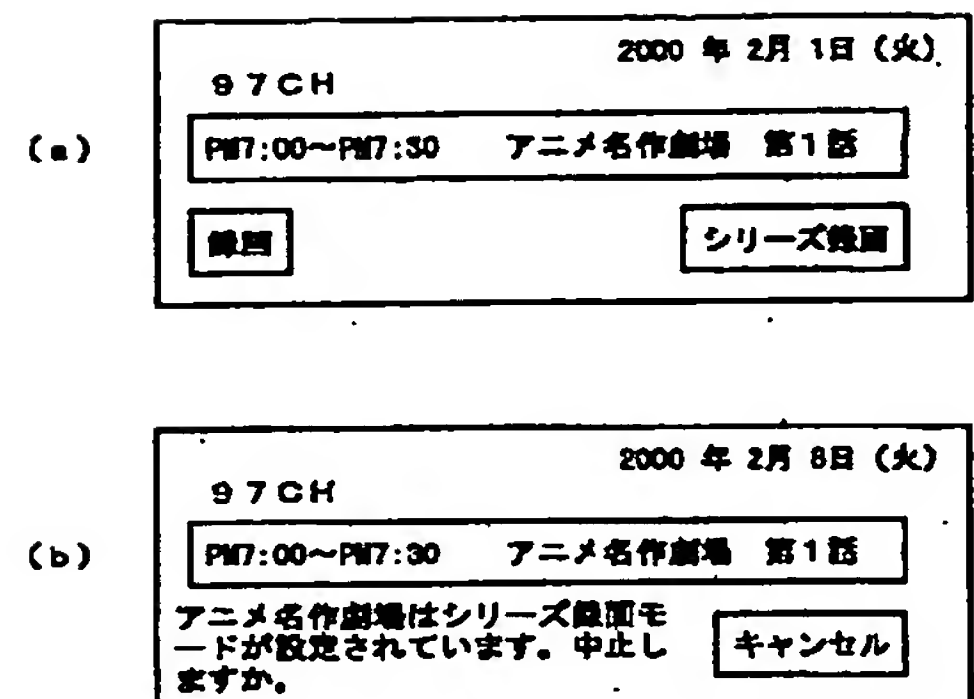 2000 年 2月 1日 (火)
97CH
(a)
PM7:00～PM7:30 アニメ名作劇場 第1話
録画
シリーズ録画
2000 年 2月 8日 (火)
97CH
(b)
PM7:00～PM7:30 アニメ名作劇場 第1話
アニメ名作劇場はシリーズ録画モ
ードが設定されています。中止し
ますか。
キャンセル